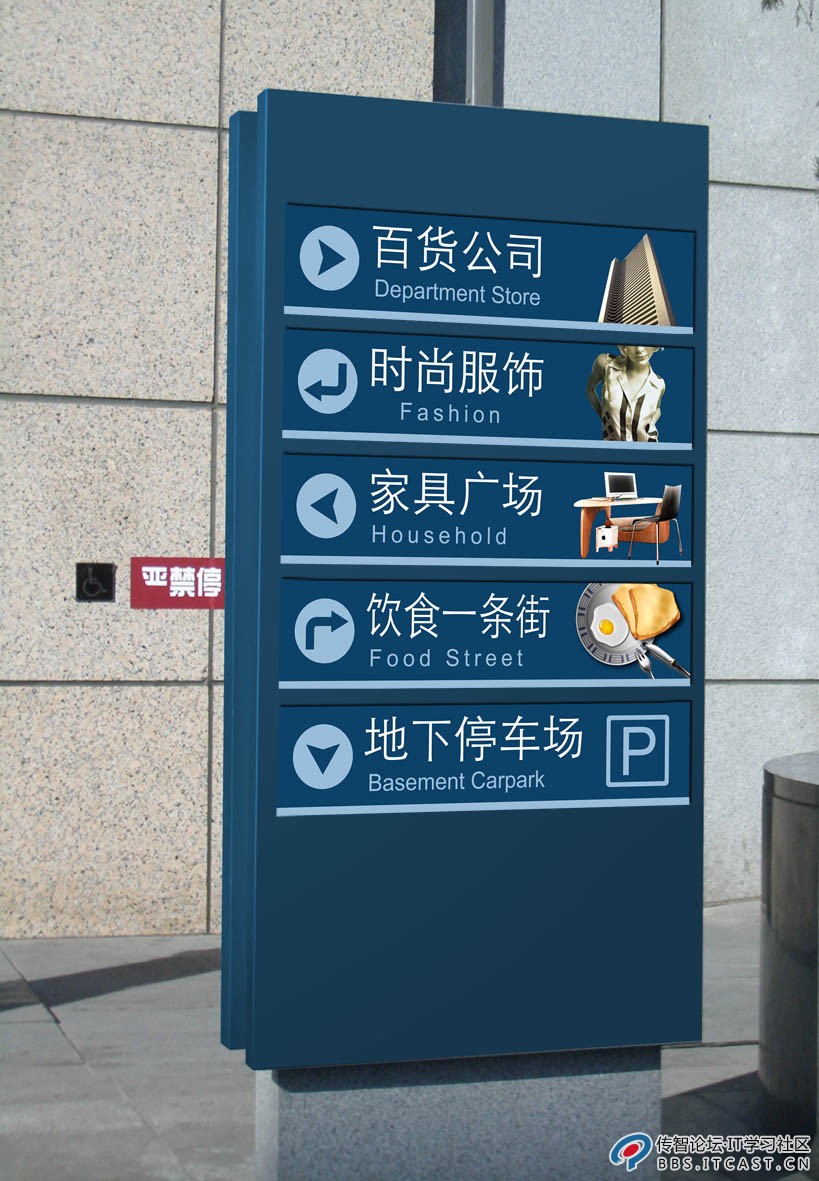 百货公司
Department Store
时尚服饰
Fashion
家具广场
Household
严禁停
饮食一条街
Food Street
地下停车场
Basement Carpark
P
传智论坛·IT学习社区
BBS.ITCAST.CN